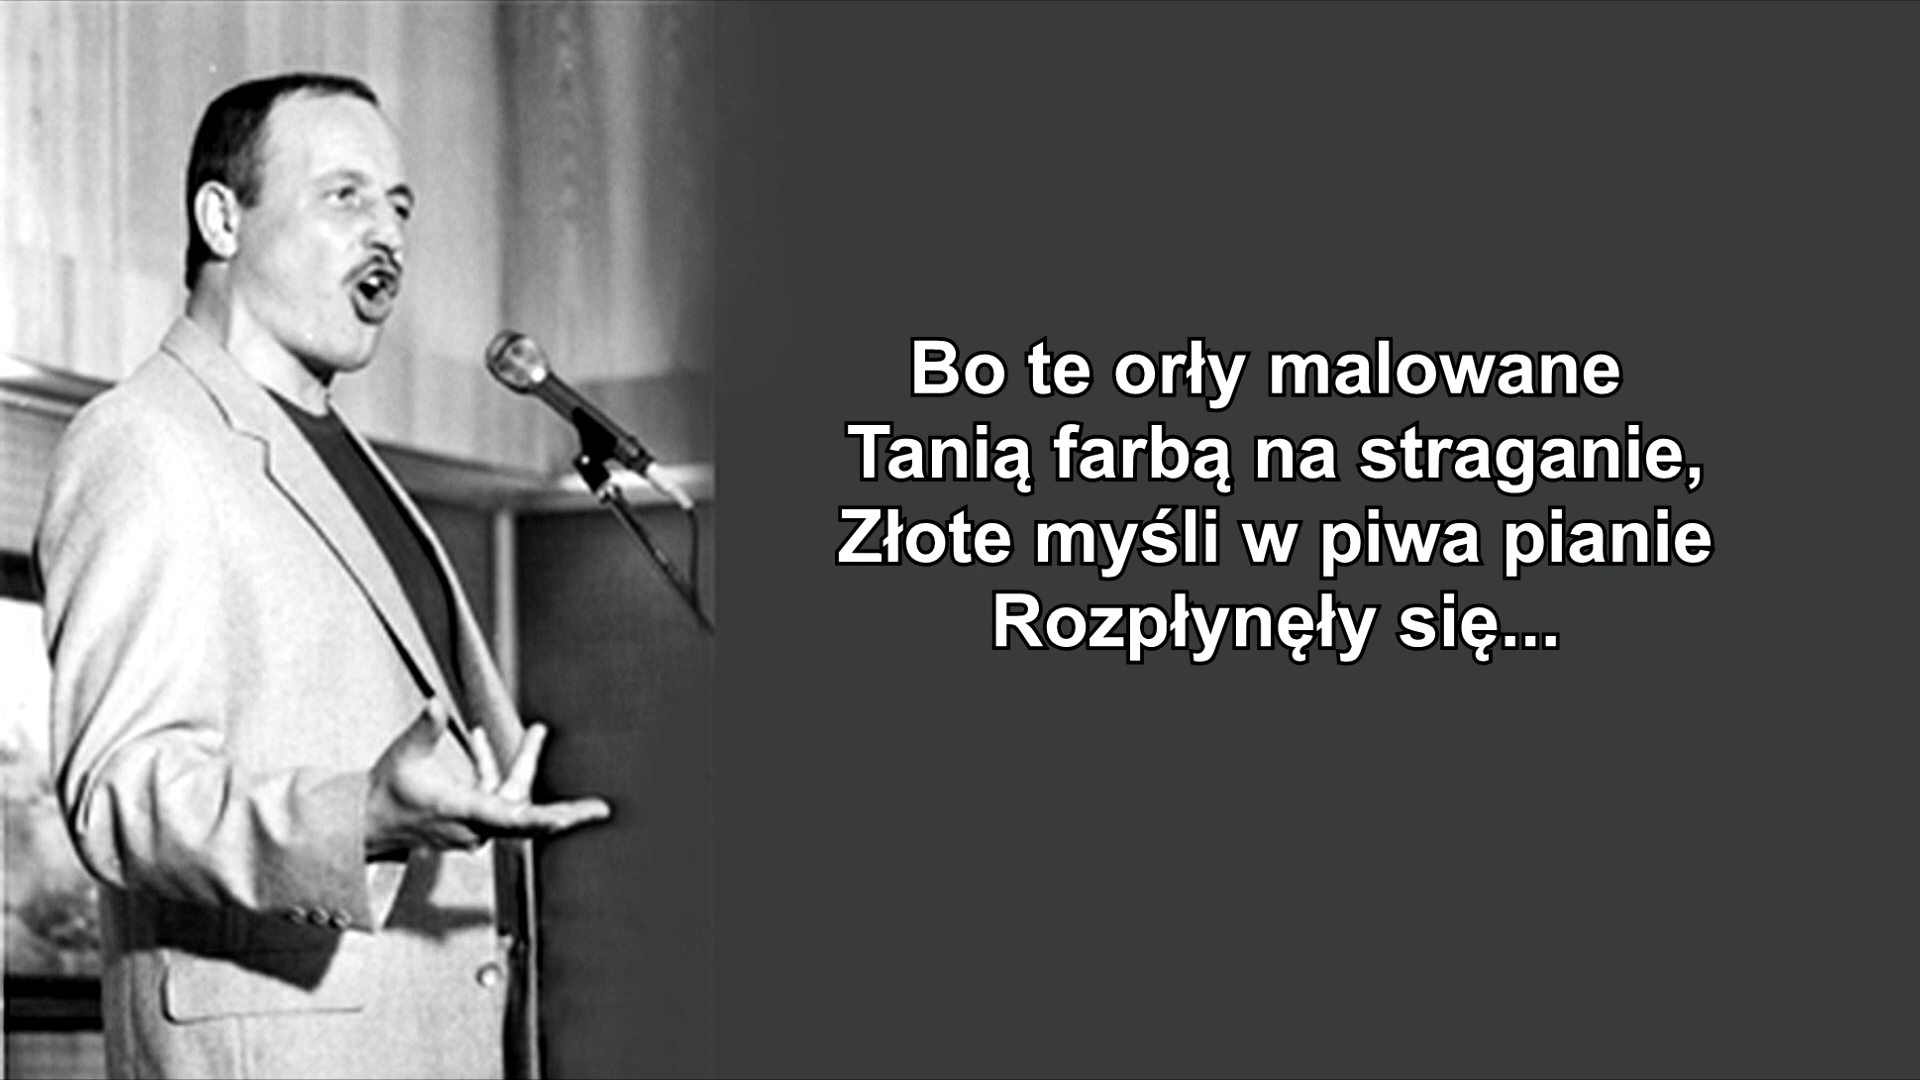 Bo te orły malowane
Tanią farbą na straganie,
Złote myśli w piwa pianie
Rozpłynęły się...